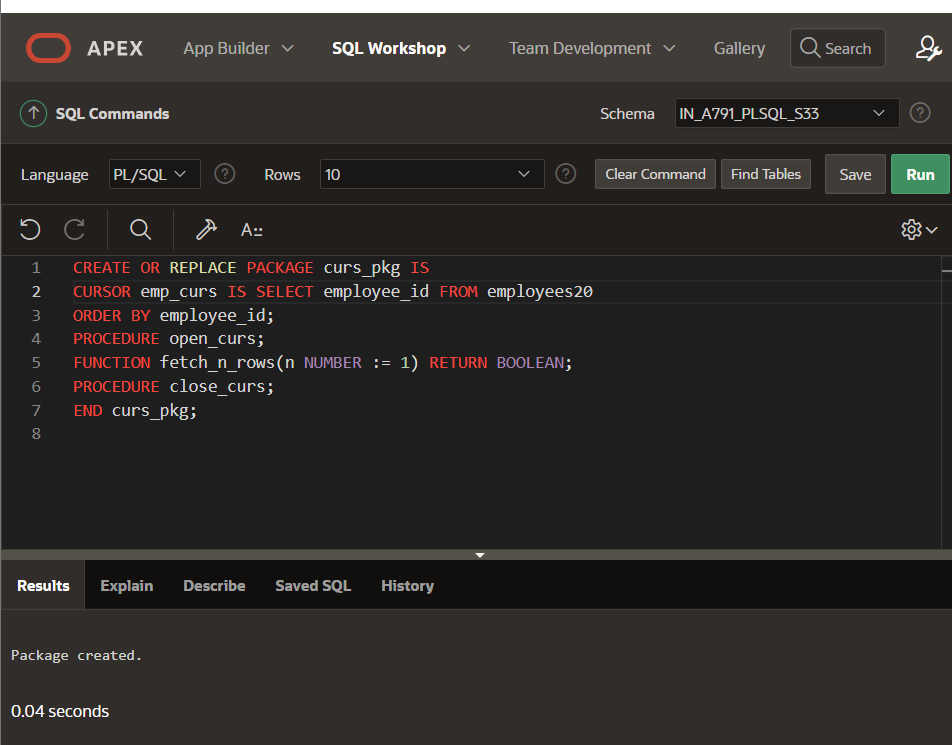 APEX App Builder SQL Workshop Team Development Gallery Search
SQL Commands Schema IN_A791_PLSQL_S33 ?
Language PL/SQL ? Rows 10 ? Clear Command Find Tables Save Run
A::
1 CREATE OR REPLACE PACKAGE curs_pkg IS
2 CURSOR emp_curs IS SELECT employee_id FROM employees20
3 ORDER BY employee_id;
4 PROCEDURE open_curs;
5 FUNCTION fetch_n_rows(n NUMBER := 1) RETURN BOOLEAN;
6 PROCEDURE close_curs;
7 END curs_pkg;
8
Results Explain Describe Saved SQL History
Package created.
0.04 seconds